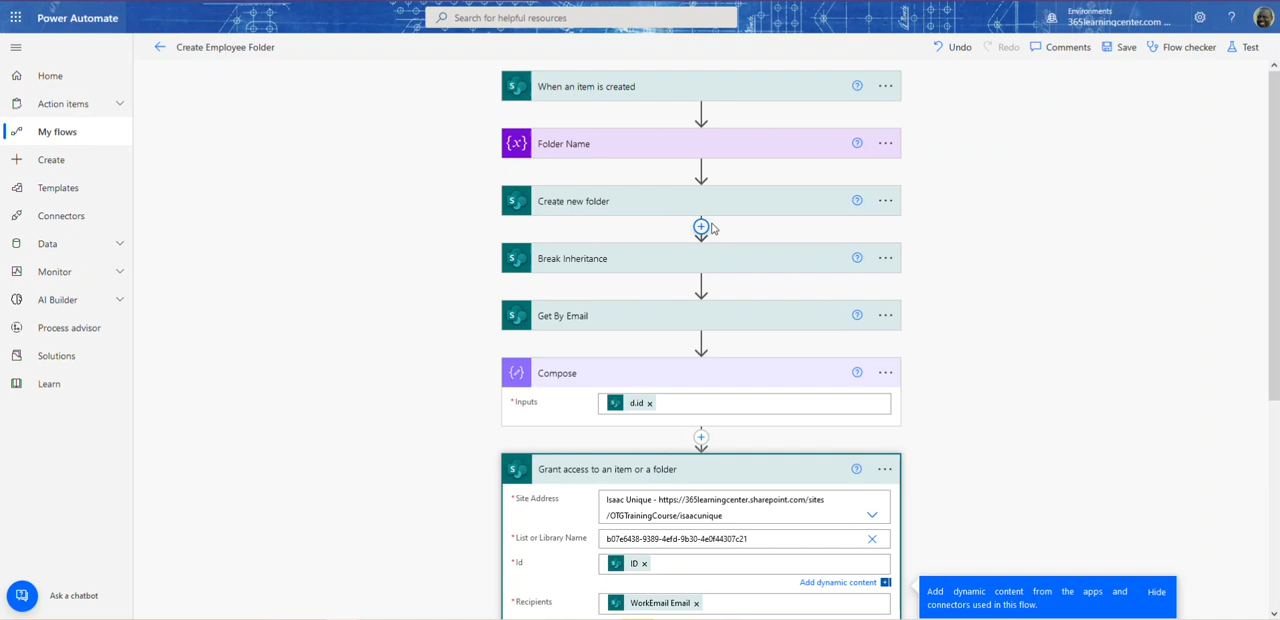 Power Automate
Search for helpful resources
Environments
365learningcenter.com ...
Create Employee Folder
Undo
Redo
Comments
Save
Flow checker
Test
Home
Action items
My flows
Create
Templates
Connectors
Data
Monitor
AI Builder
Process advisor
Solutions
Learn
Ask a chatbot
When an item is created
{x} Folder Name
Create new folder
Break Inheritance
Get By Email
Compose
* Inputs
d.id ×
Grant access to an item or a folder
* Site Address
Isaac Unique - https://365learningcenter.sharepoint.com/sites
/OTGTrainingCourse/isaacunique
* List or Library Name
b07e6438-9389-4efd-9b30-4e0f44307c21
* Id
ID ×
Add dynamic content
* Recipients
WorkEmail Email ×
Add dynamic content from the apps and
connectors used in this flow.
Hide